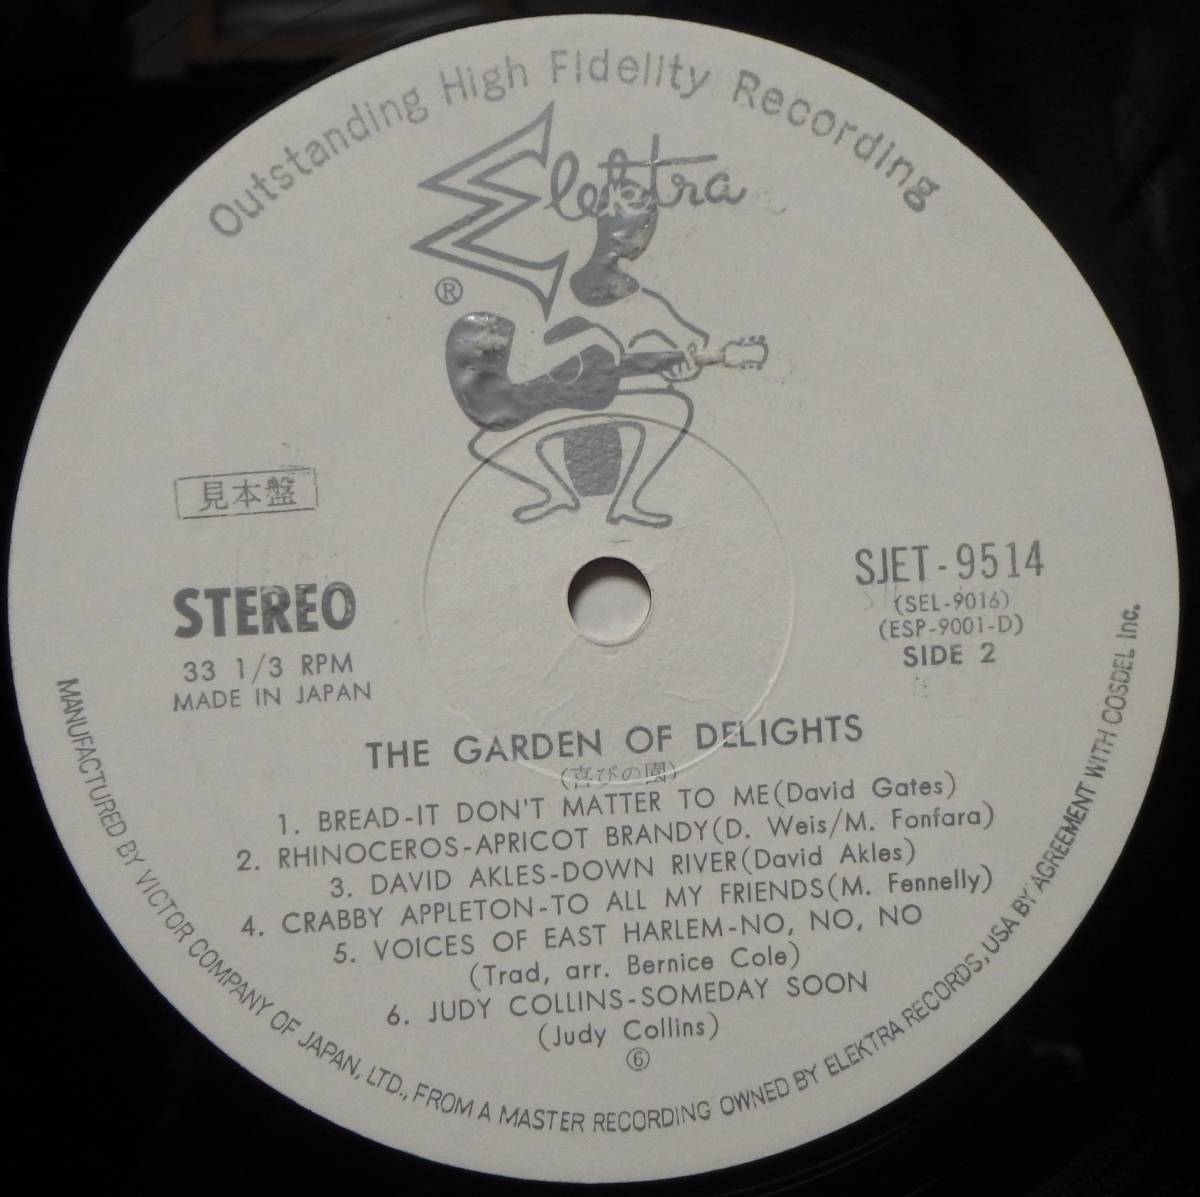 Outstanding High Fidelity Recording
Elektra
®
見本盤
STEREO
33 1/3 RPM
MADE IN JAPAN
SJET-9514
(SEL-9016)
(ESP-9001-D)
SIDE 2
THE GARDEN OF DELIGHTS
(喜びの園)
1. BREAD-IT DON'T MATTER TO ME(David Gates)
2. RHINOCEROS-APRICOT BRANDY(D. Weis/M. Fonfara)
3. DAVID AKLES-DOWN RIVER(David Akles)
4. CRABBY APPLETON-TO ALL MY FRIENDS(M. Fennelly)
5. VOICES OF EAST HARLEM-NO, NO, NO
(Trad, arr. Bernice Cole)
6. JUDY COLLINS-SOMEDAY SOON
(Judy Collins)
⑥
MANUFACTURED BY VICTOR COMPANY OF JAPAN, LTD., FROM A MASTER RECORDING OWNED BY ELEKTRA RECORDS, USA BY AGREEMENT WITH COSDEL Inc.